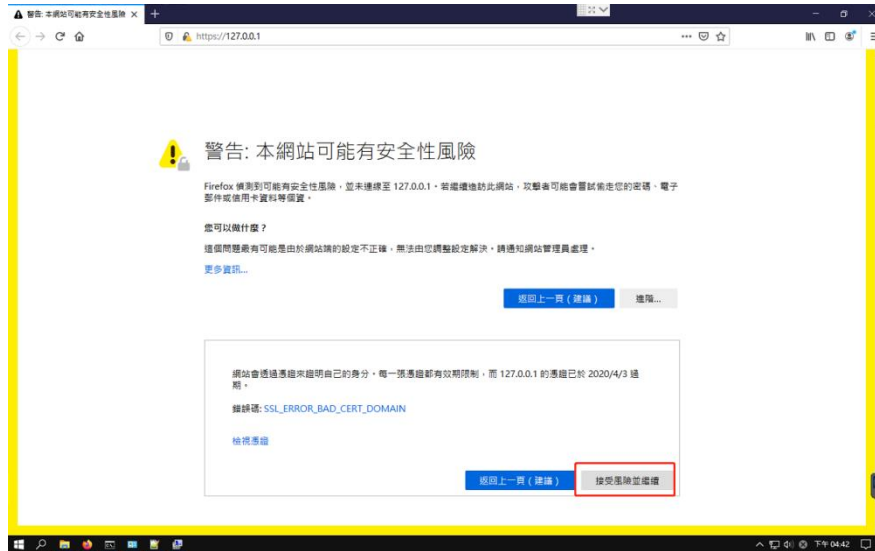 警告: 本網站可能有安全性風險
https://127.0.0.1
警告: 本網站可能有安全性風險
Firefox 偵測到可能有安全性風險，並未連線至 127.0.0.1。若繼續造訪此網站，攻擊者可能會嘗試偷走您的密碼、電子
郵件或信用卡資料等個資。
您可以做什麼？
這個問題最有可能是由於網站端的設定不正確，無法由您調整設定解決。請通知網站管理員處理。
更多資訊...
返回上一頁（建議）
進階...
網站會透過憑證來證明自己的身分。每一張憑證都有效期限制，而 127.0.0.1 的憑證已於 2020/4/3 過
期。
錯誤碼: SSL_ERROR_BAD_CERT_DOMAIN
檢視憑證
返回上一頁（建議）
接受風險並繼續
下午 04:42